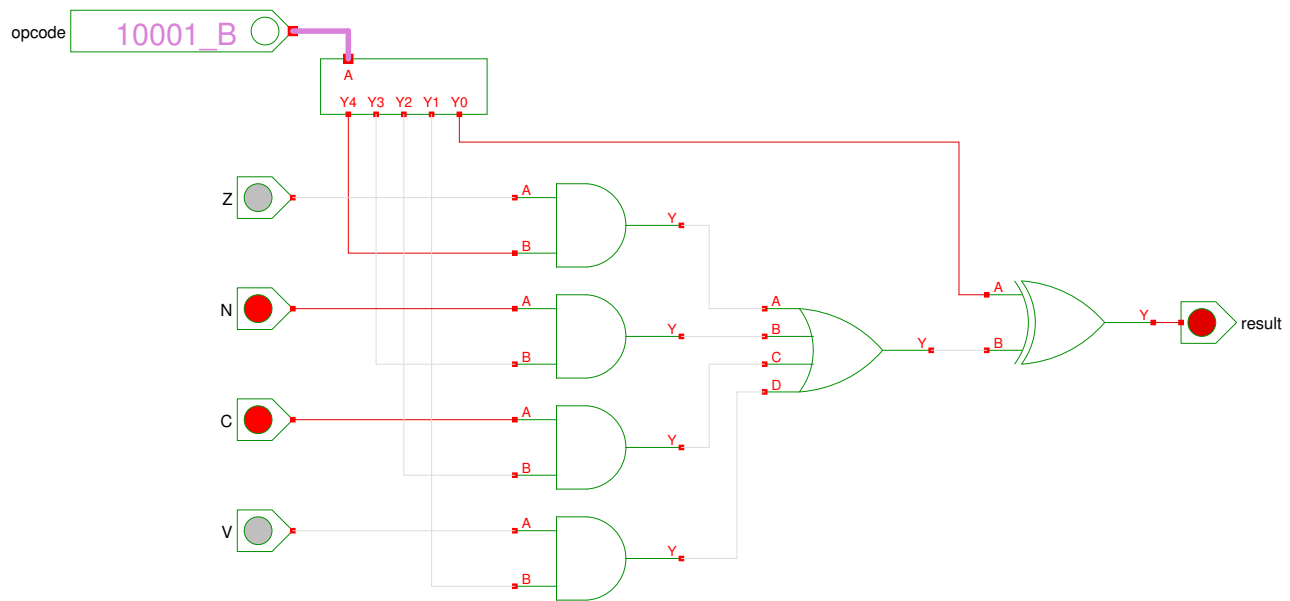 opcode 10001_B
A
Y4 Y3 Y2 Y1 Y0
Z A Y
B
N A Y
B
C A Y
B
V A Y
B
A
B
C
D
Y
A
B
Y
result